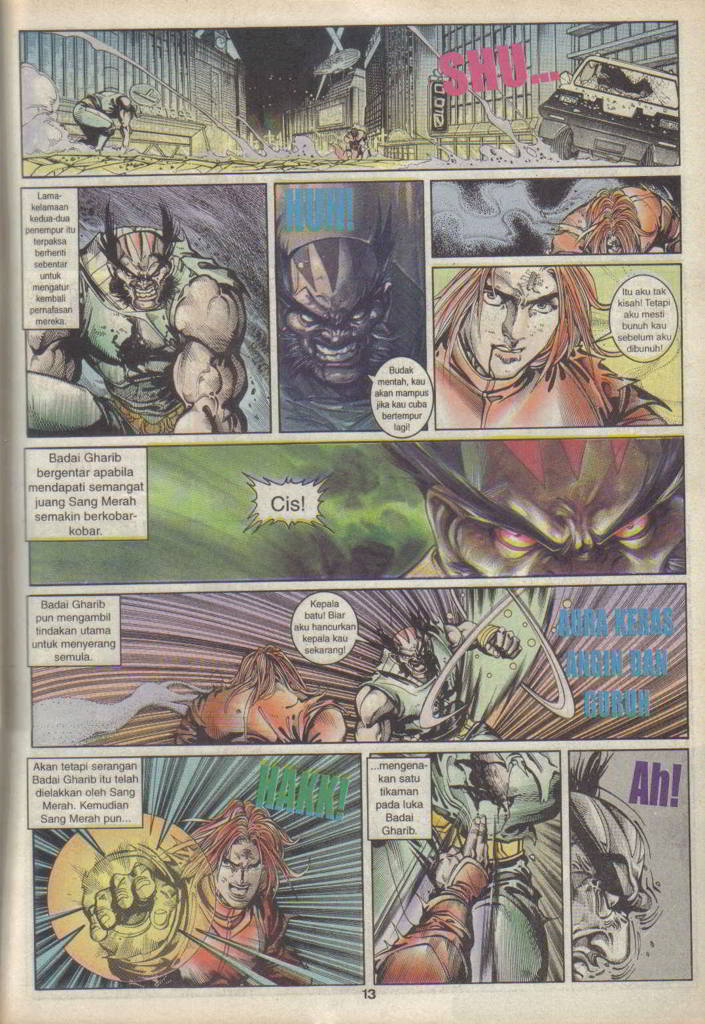 SHU...
Lama-
kelamaan
kedua-dua
penempur itu
terpaksa
berhenti
sebentar
untuk
mengatur
kembali
pernafasan
mereka.
HUH!
Budak
mentah, kau
akan mampus
jika kau cuba
bertempur
lagi!
Itu aku tak
kisah! Tetapi
aku mesti
bunuh kau
sebelum aku
dibunuh!
Badai Gharib
bergentar apabila
mendapati semangat
juang Sang Merah
semakin berkobar-
kobar.
Cis!
Badai Gharib
pun mengambil
tindakan utama
untuk menyerang
semula.
Kepala
batu! Biar
aku hancurkan
kepala kau
sekarang!
AURA KERAS
ANGIN DAN
GURUH
Akan tetapi serangan
Badai Gharib itu telah
dielakkan oleh Sang
Merah. Kemudian
Sang Merah pun...
HAKK!
...mengena-
kan satu
tikaman
pada luka
Badai
Gharib.
Ah!
13